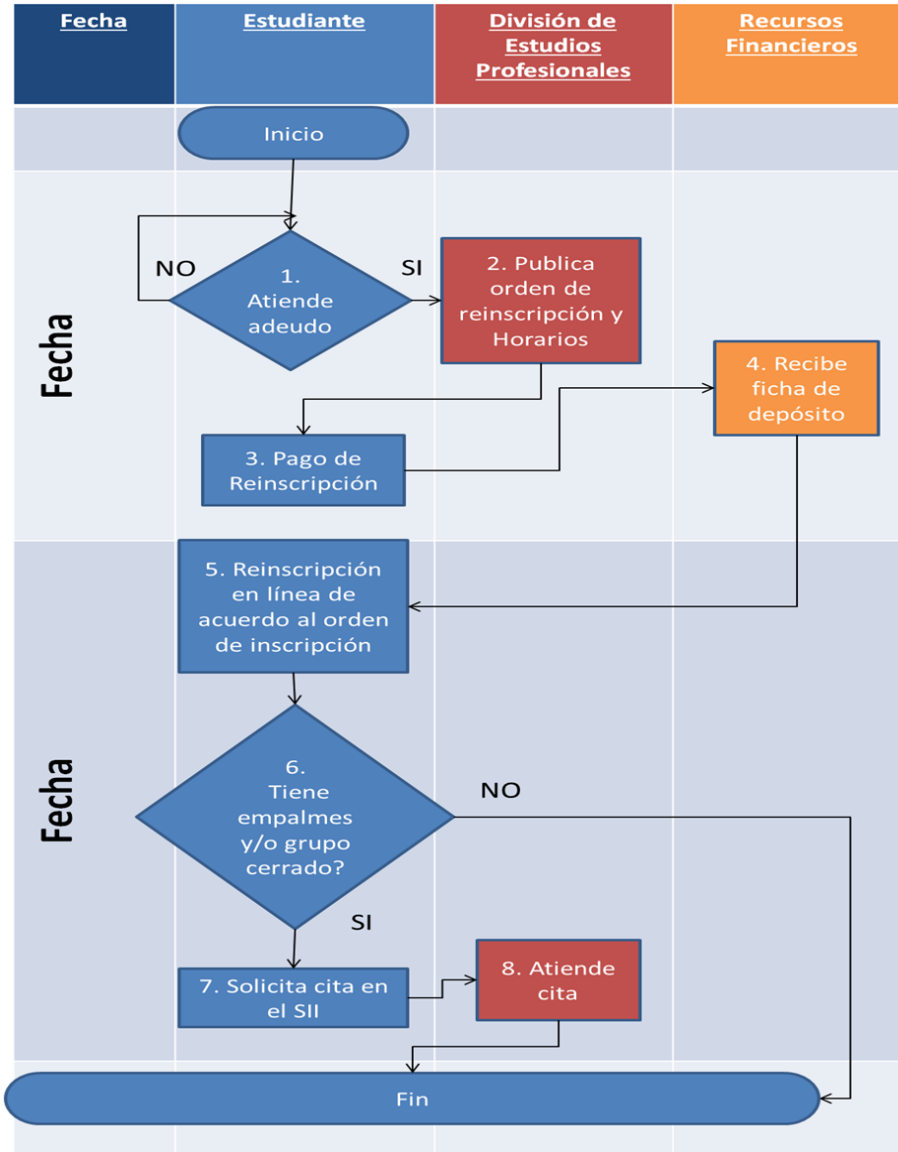 Fecha
Estudiante
División de
Estudios
Profesionales
Recursos
Financieros
Inicio
Fecha
NO
1.
Atiende
adeudo
SI
2. Publica
orden de
reinscripción y
Horarios
3. Pago de
Reinscripción
4. Recibe
ficha de
depósito
Fecha
5. Reinscripción
en línea de
acuerdo al orden
de inscripción
6.
Tiene
empalmes
y/o grupo
cerrado?
NO
SI
7. Solicita cita en
el SII
8. Atiende
cita
Fin